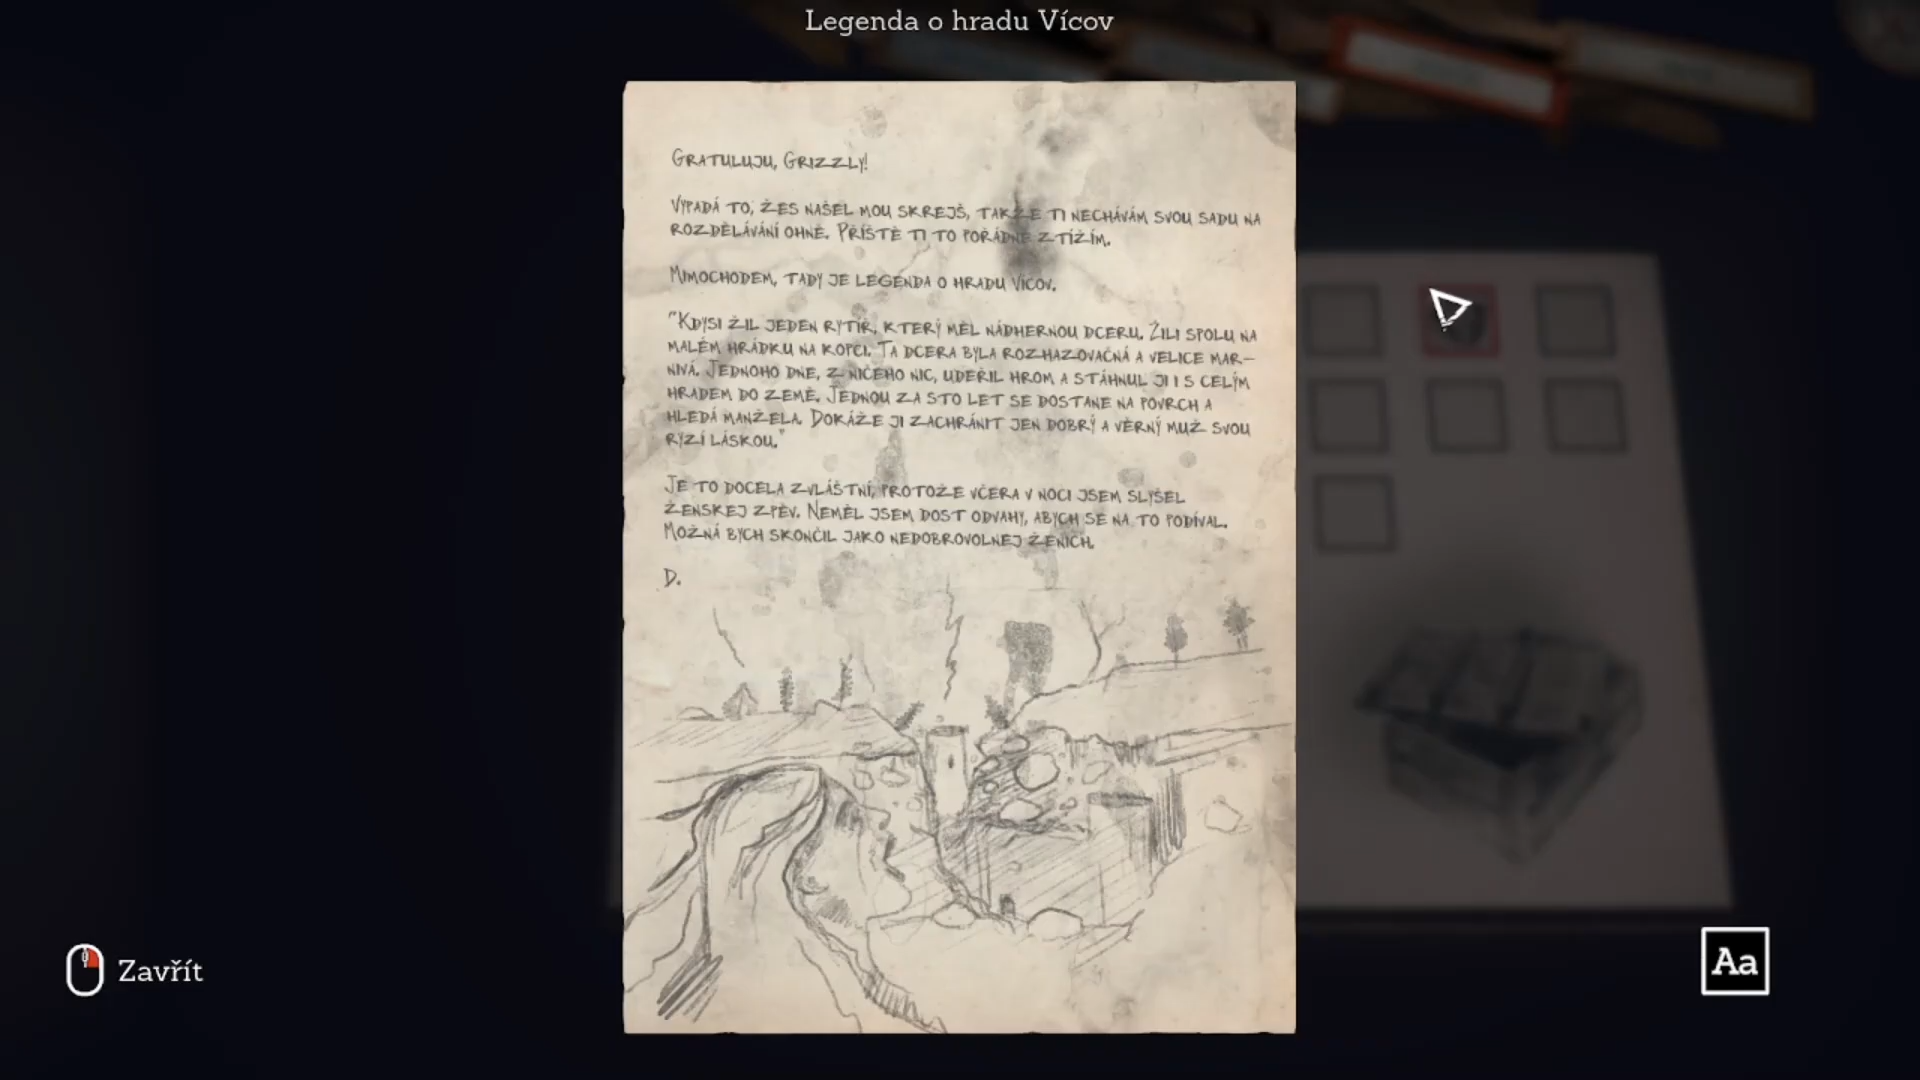 Legenda o hradu Vícov
Gratuluju, Grizzly!
Vypadá to, žes našel mou skrejš, takže ti nechávám svou sadu na
rozdělávání ohně. Příště ti to pořádně ztížím.
Mimochodem, tady je legenda o hradu Vícov.
"Kdysi žil jeden rytíř, který měl nádhernou dceru. Žili spolu na
malém hrádku na kopci. Ta dcera byla rozhazovačná a velice mar-
nivá. Jednoho dne, z ničeho nic, udeřil hrom a stáhnul ji i s celým
hradem do země. Jednou za sto let se dostane na povrch a
hledá manžela. Dokáže ji zachránit jen dobrý a věrný muž svou
ryzí láskou."
Je to docela zvláštní, protože včera v noci jsem slyšel
ženskej zpěv. Neměl jsem dost odvahy, abych se na to podíval.
Možná bych skončil jako nedobrovolnej ženich.
D.
Zavřít
Aa